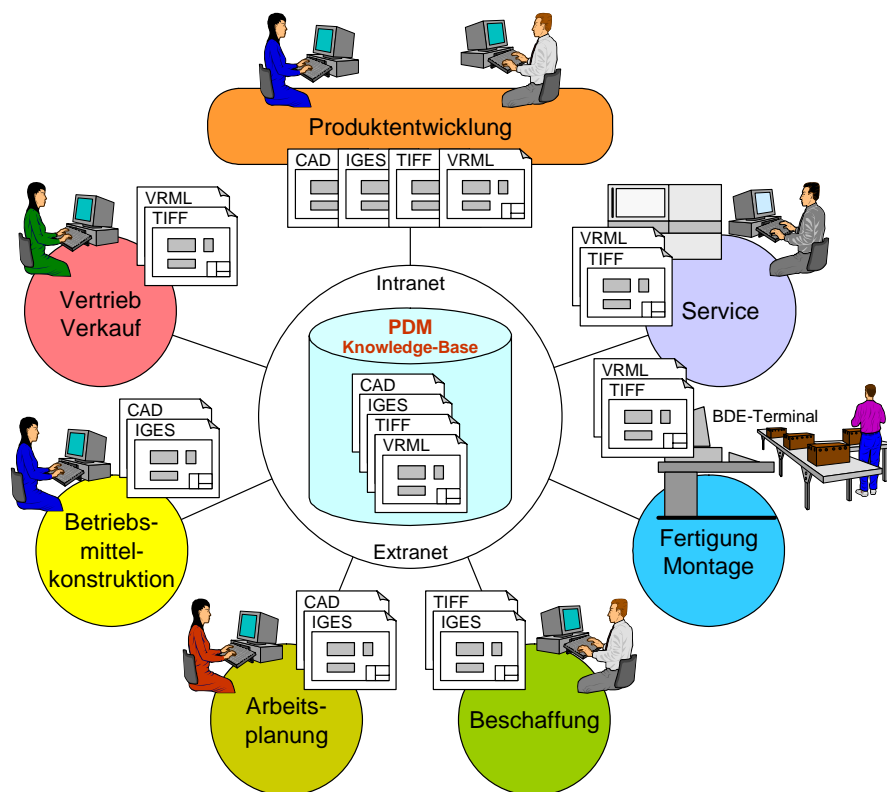 Produktentwicklung
CAD
IGES
TIFF
VRML
VRML
TIFF
Vertrieb
Verkauf
Intranet
PDM
Knowledge-Base
CAD
IGES
TIFF
VRML
Extranet
VRML
TIFF
Service
VRML
TIFF
BDE-Terminal
Fertigung
Montage
CAD
IGES
Betriebs-
mittel-
konstruktion
CAD
IGES
Arbeits-
planung
TIFF
IGES
Beschaffung